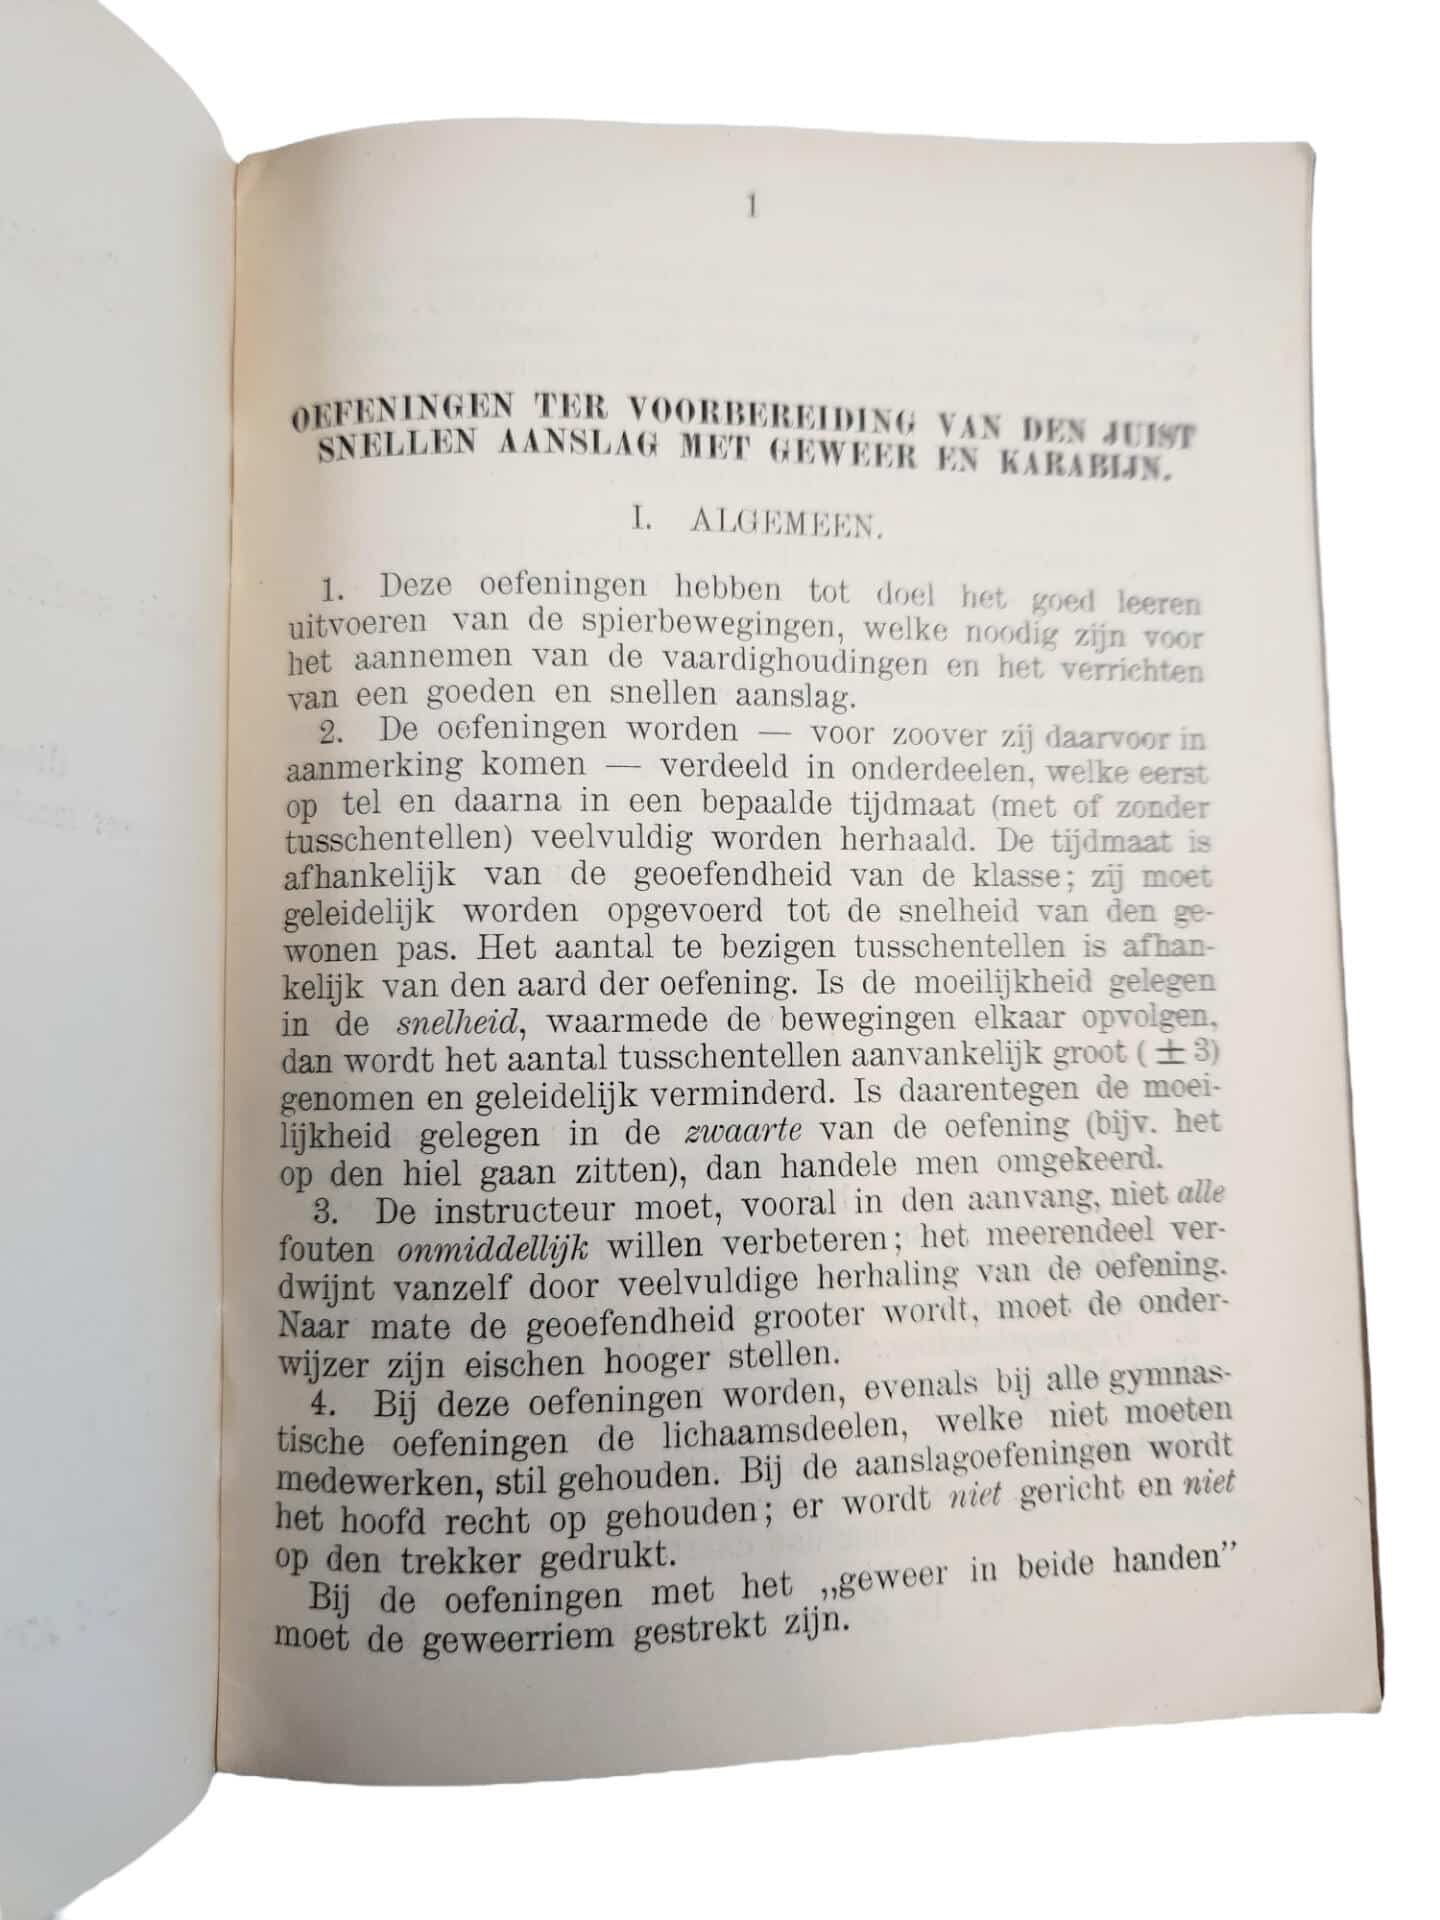 1
OEFENINGEN TER VOORBEREIDING VAN DEN JUIST
SNELLEN AANSLAG MET GEWEER EN KARABIJN.
I. ALGEMEEN.
1. Deze oefeningen hebben tot doel het goed leeren
uitvoeren van de spierbewegingen, welke noodig zijn voor
het aannemen van de vaardighoudingen en het verrichten
van een goeden en snellen aanslag.
2. De oefeningen worden — voor zoover zij daarvoor in
aanmerking komen — verdeeld in onderdeelen, welke eerst
op tel en daarna in een bepaalde tijdmaat (met of zonder
tusschentellen) veelvuldig worden herhaald. De tijdmaat is
afhankelijk van de geoefendheid van de klasse; zij moet
geleidelijk worden opgevoerd tot de snelheid van den ge-
wonen pas. Het aantal te bezigen tusschentellen is afhan-
kelijk van den aard der oefening. Is de moeilijkheid gelegen
in de snelheid, waarmede de bewegingen elkaar opvolgen,
dan wordt het aantal tusschentellen aanvankelijk groot ( ± 3)
genomen en geleidelijk verminderd. Is daarentegen de moei-
lijkheid gelegen in de zwaarte van de oefening (bijv. het
op den hiel gaan zitten), dan handele men omgekeerd.
3. De instructeur moet, vooral in den aanvang, niet alle
fouten onmiddellijk willen verbeteren; het meerendeel ver-
dwijnt vanzelf door veelvuldige herhaling van de oefening.
Naar mate de geoefendheid grooter wordt, moet de onder-
wijzer zijn eischen hooger stellen.
4. Bij deze oefeningen worden, evenals bij alle gymnas-
tische oefeningen de lichaamsdeelen, welke niet moeten
medewerken, stil gehouden. Bij de aanslagoefeningen wordt
het hoofd recht op gehouden; er wordt niet gericht en niet
op den trekker gedrukt.
Bij de oefeningen met het „geweer in beide handen”
moet de geweerriem gestrekt zijn.